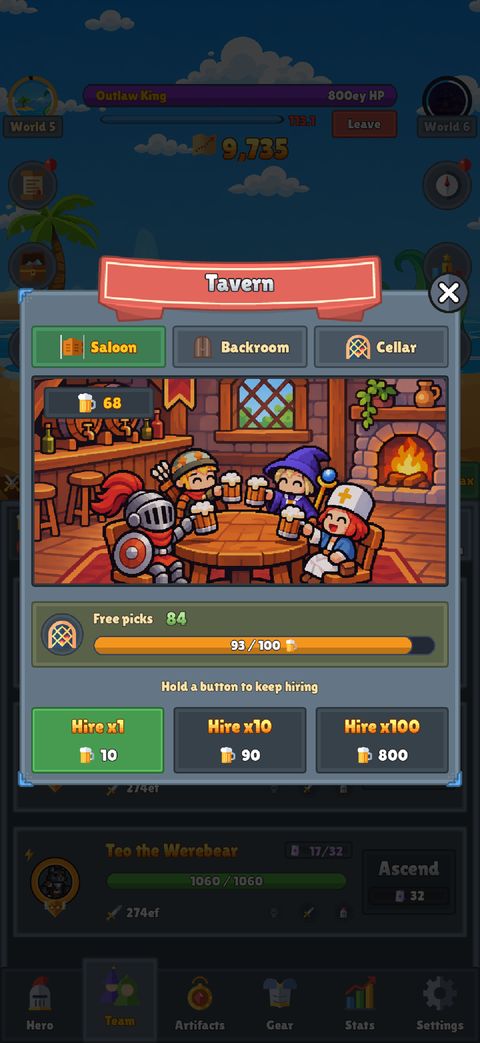 Outlaw King 800ey HP
World 5 113.1 Leave World 6
9,735
Tavern
Saloon Backroom Cellar
68
Free picks 84
93 / 100
Hold a button to keep hiring
Hire x1 Hire x10 Hire x100
10 90 800
274ef
Teo the Werebear 17/32
1060 / 1060
Ascend
32
274ef
Hero Team Artifacts Gear Stats Settings